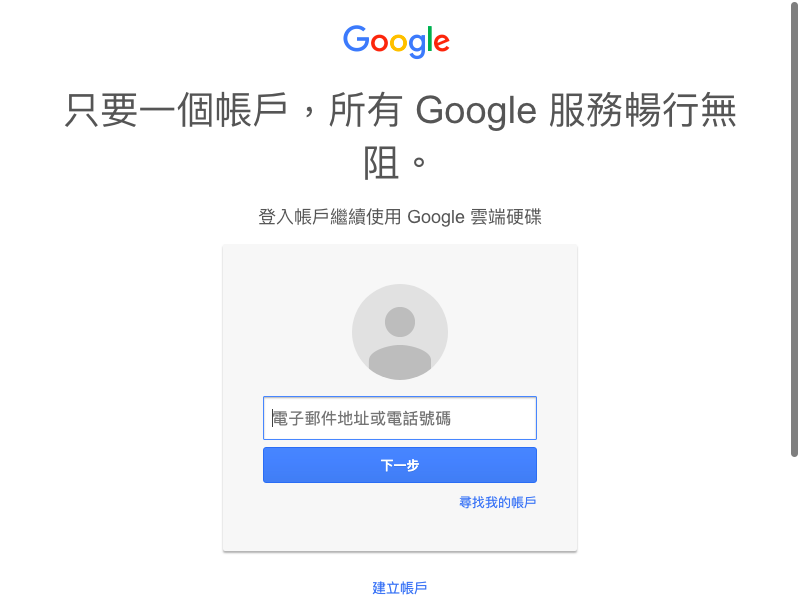 Google
只要一個帳戶，所有 Google 服務暢行無
阻。
登入帳戶繼續使用 Google 雲端硬碟
電子郵件地址或電話號碼
下一步
尋找我的帳戶
建立帳戶